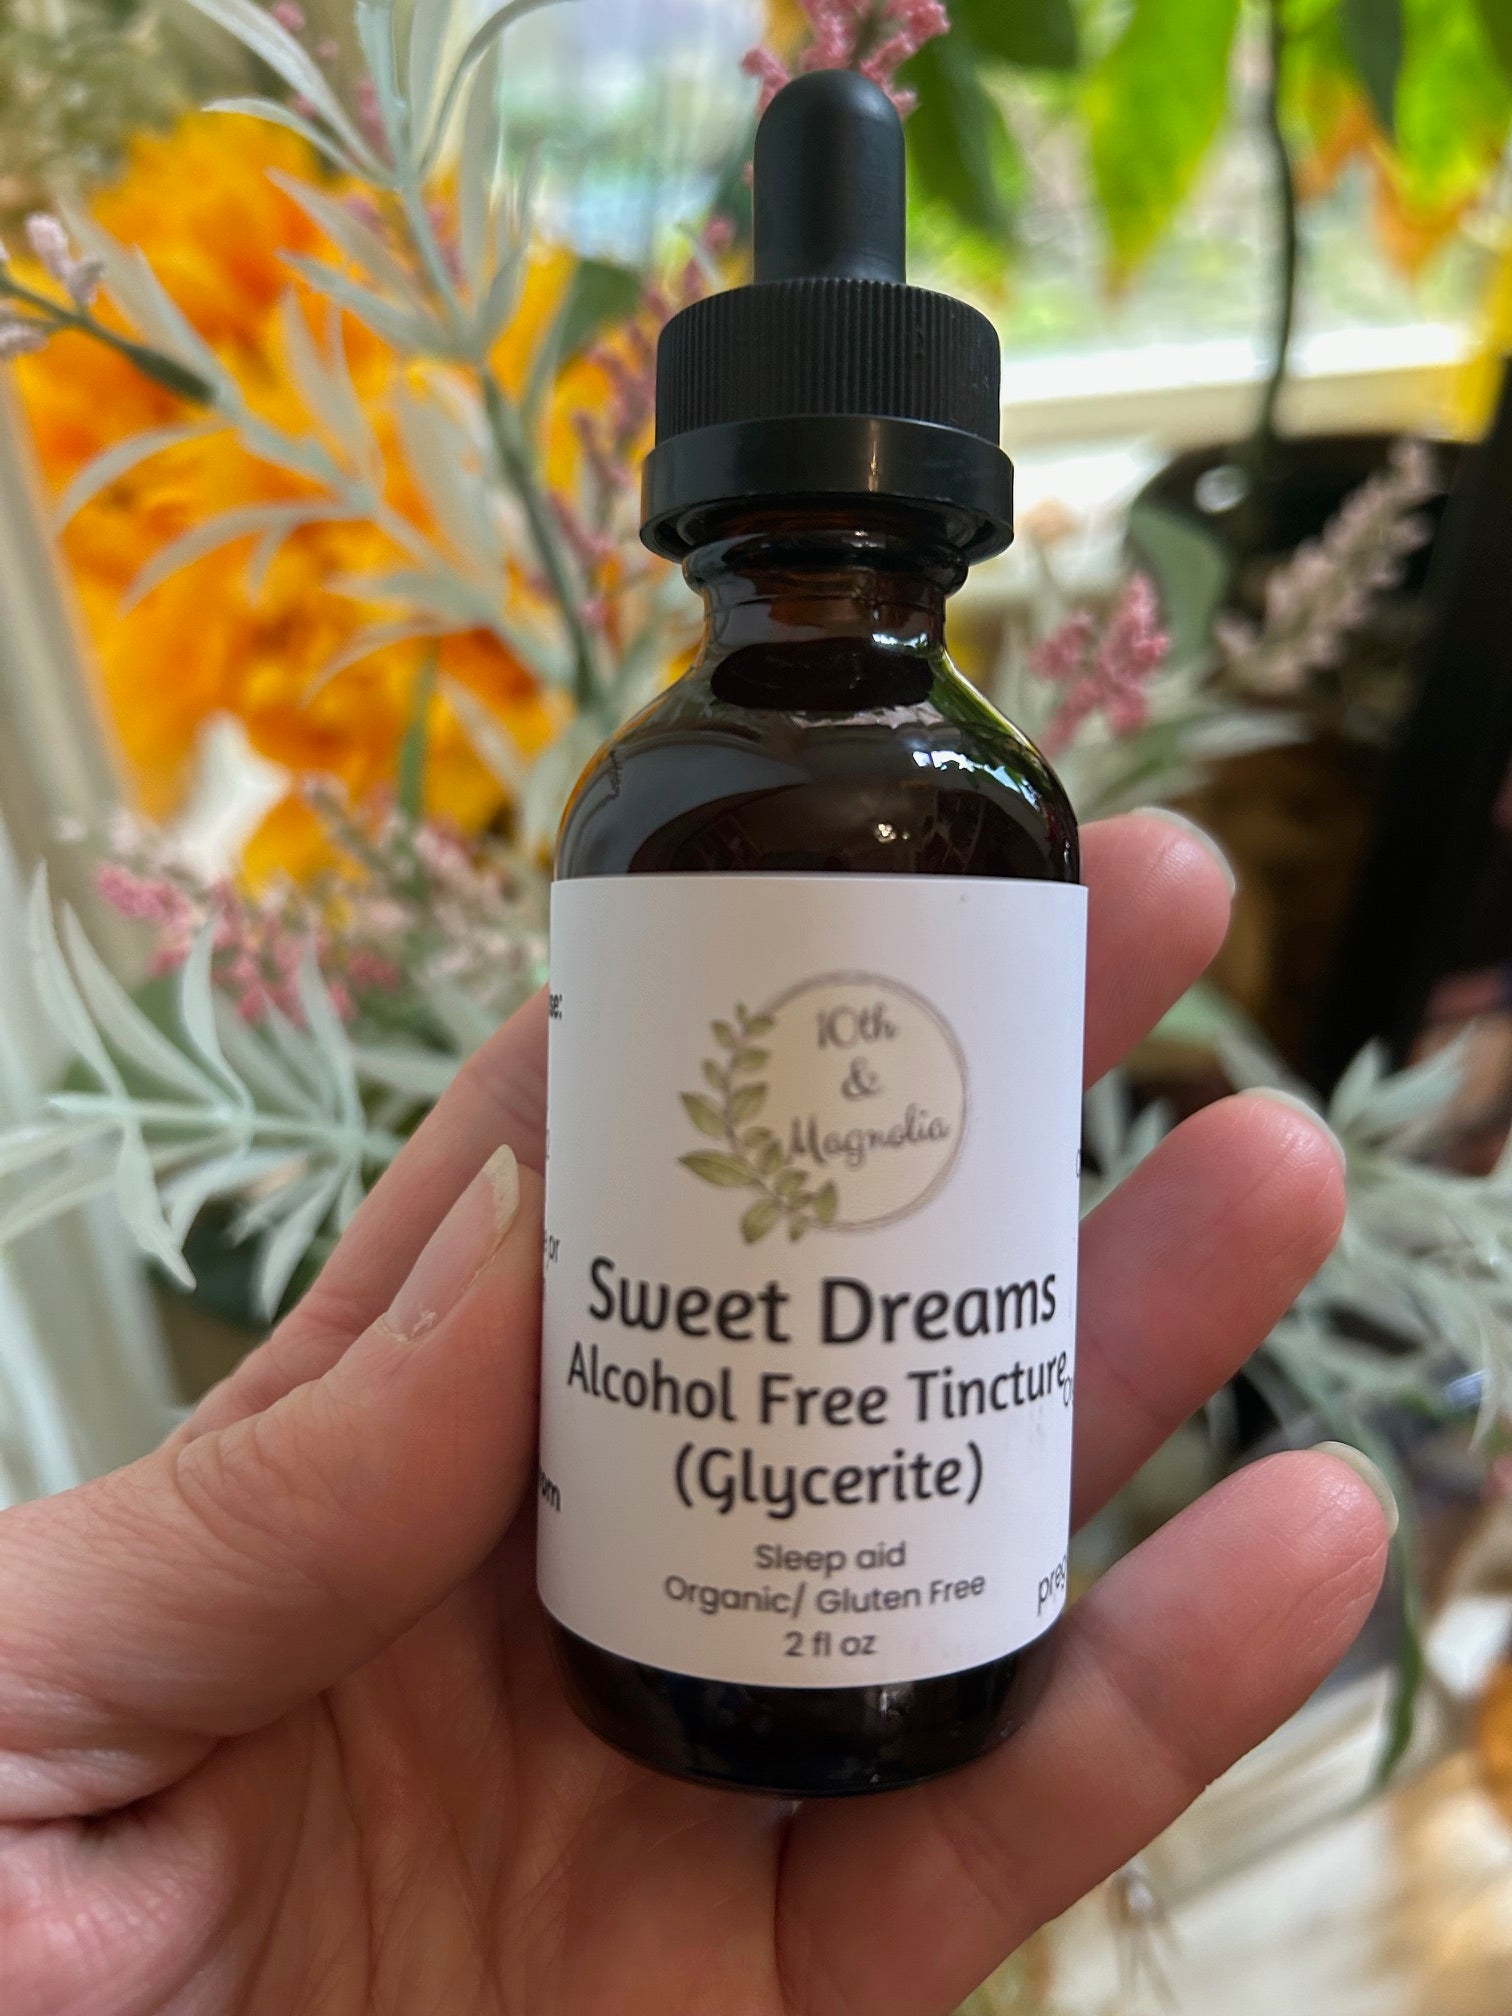 10th
&
Magnolia
Sweet Dreams
Alcohol Free Tincture
(Glycerite)
Sleep aid
Organic/ Gluten Free
2 fl oz